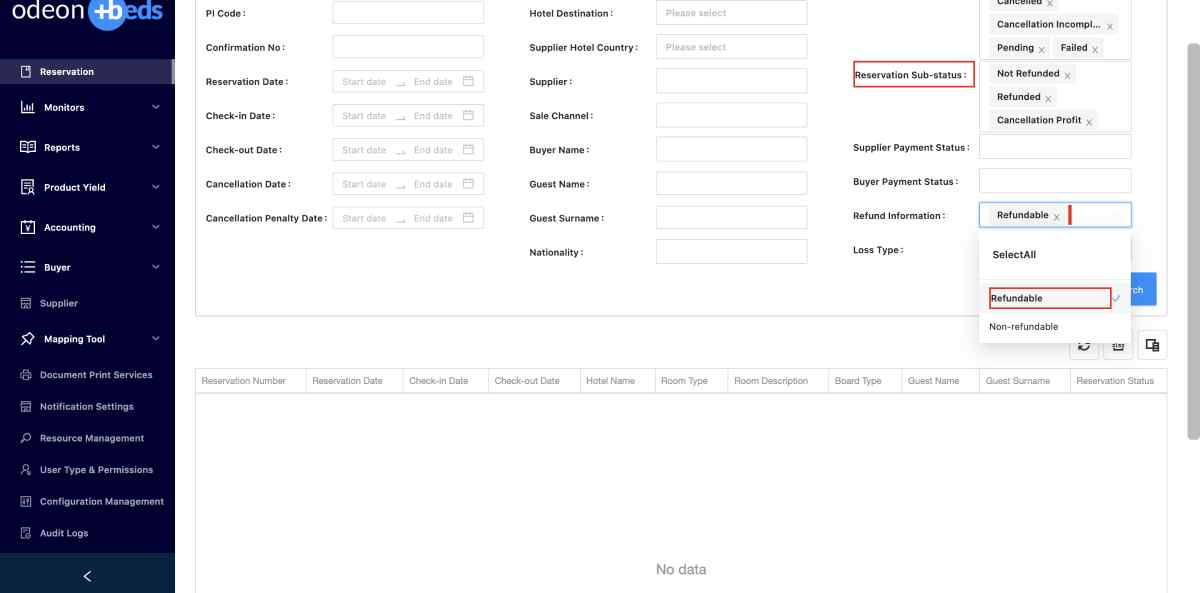 odeon +beds
Reservation
Monitors
Reports
Product Yield
Accounting
Buyer
Supplier
Mapping Tool
Document Print Services
Notification Settings
Resource Management
User Type & Permissions
Configuration Management
Audit Logs
PI Code :
Confirmation No :
Reservation Date :
Start date
End date
Check-in Date :
Start date
End date
Check-out Date :
Start date
End date
Cancellation Date :
Start date
End date
Cancellation Penalty Date :
Start date
End date
Hotel Destination :
Please select
Supplier Hotel Country :
Please select
Supplier :
Sale Channel :
Buyer Name :
Guest Name :
Guest Surname :
Nationality :
Cancelled
Cancellation Incompl...
Pending
Failed
Reservation Sub-status :
Not Refunded
Refunded
Cancellation Profit
Supplier Payment Status :
Buyer Payment Status :
Refund Information :
Refundable
Loss Type :
SelectAll
Refundable
Non-refundable
rch
Reservation Number
Reservation Date
Check-in Date
Check-out Date
Hotel Name
Room Type
Room Description
Board Type
Guest Name
Guest Surname
Reservation Status
No data